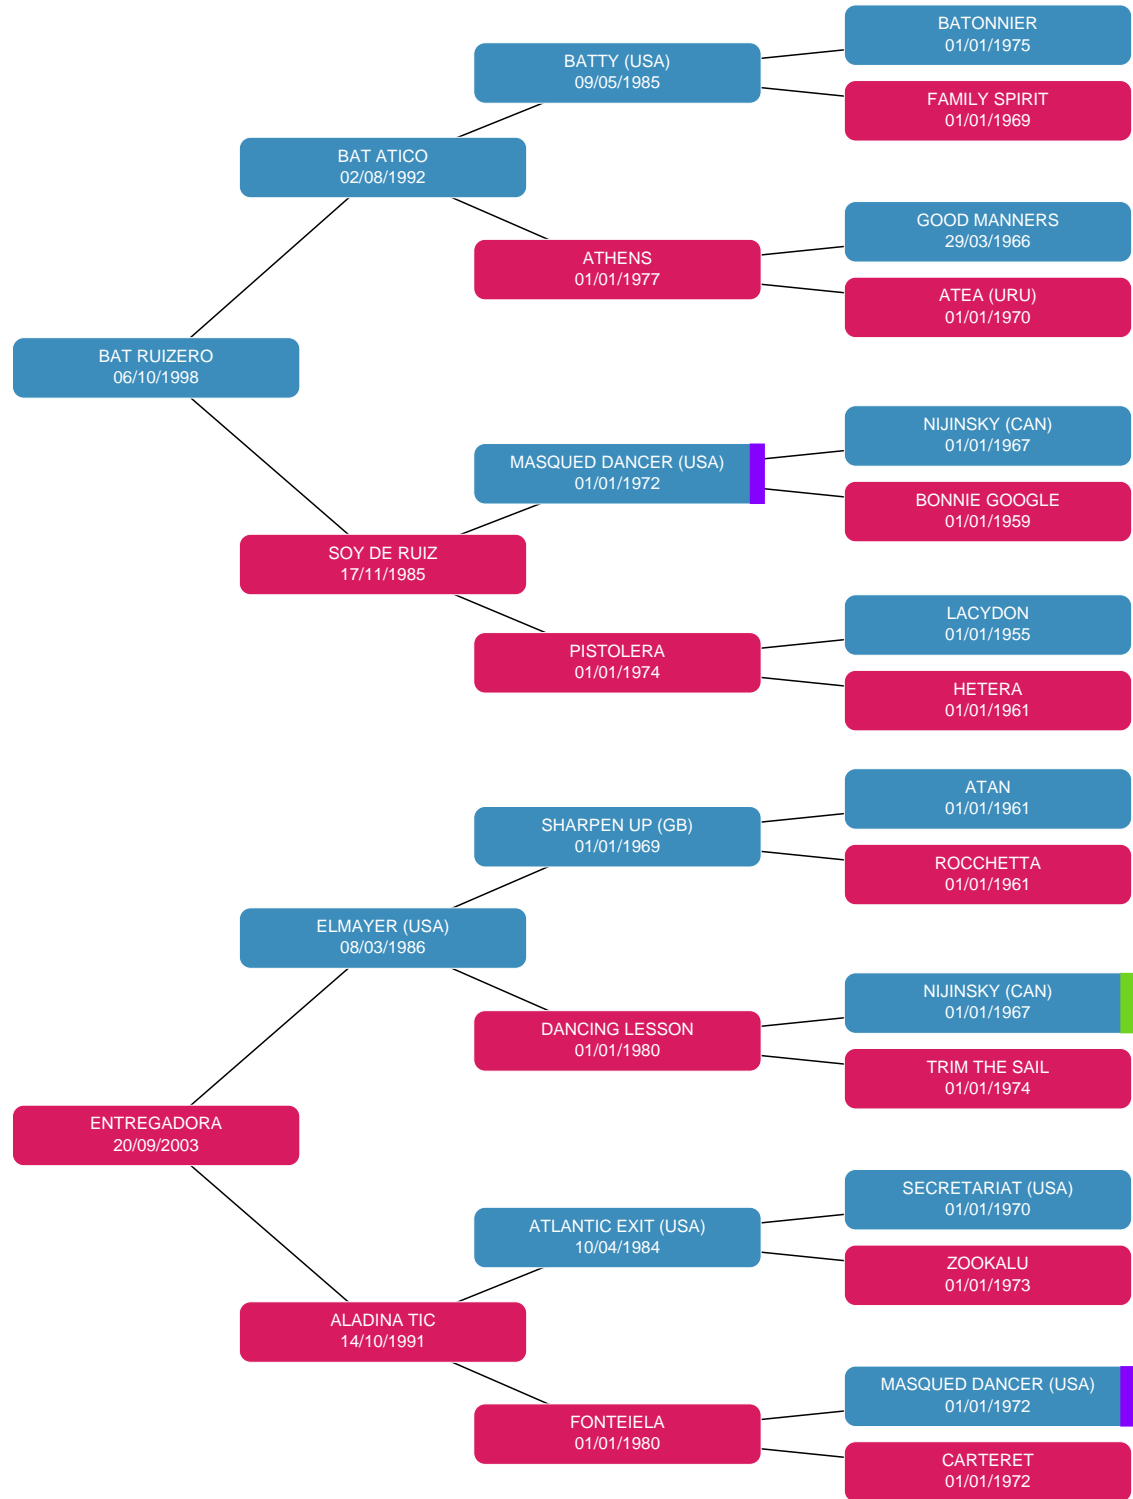 BATONNIER
01/01/1975
BATTY (USA)
09/05/1985
FAMILY SPIRIT
01/01/1969
BAT ATICO
02/08/1992
GOOD MANNERS
29/03/1966
ATHENS
01/01/1977
ATEA (URU)
01/01/1970
BAT RUIZERO
06/10/1998
NIJINSKY (CAN)
01/01/1967
MASQUED DANCER (USA)
01/01/1972
BONNIE GOOGLE
01/01/1959
SOY DE RUIZ
17/11/1985
LACYDON
01/01/1955
PISTOLERA
01/01/1974
HETERA
01/01/1961
ATAN
01/01/1961
SHARPEN UP (GB)
01/01/1969
ROCCHETTA
01/01/1961
ELMAYER (USA)
08/03/1986
NIJINSKY (CAN)
01/01/1967
DANCING LESSON
01/01/1980
TRIM THE SAIL
01/01/1974
ENTREGADORA
20/09/2003
SECRETARIAT (USA)
01/01/1970
ATLANTIC EXIT (USA)
10/04/1984
ZOOKALU
01/01/1973
ALADINA TIC
14/10/1991
MASQUED DANCER (USA)
01/01/1972
FONTEIELA
01/01/1980
CARTERET
01/01/1972